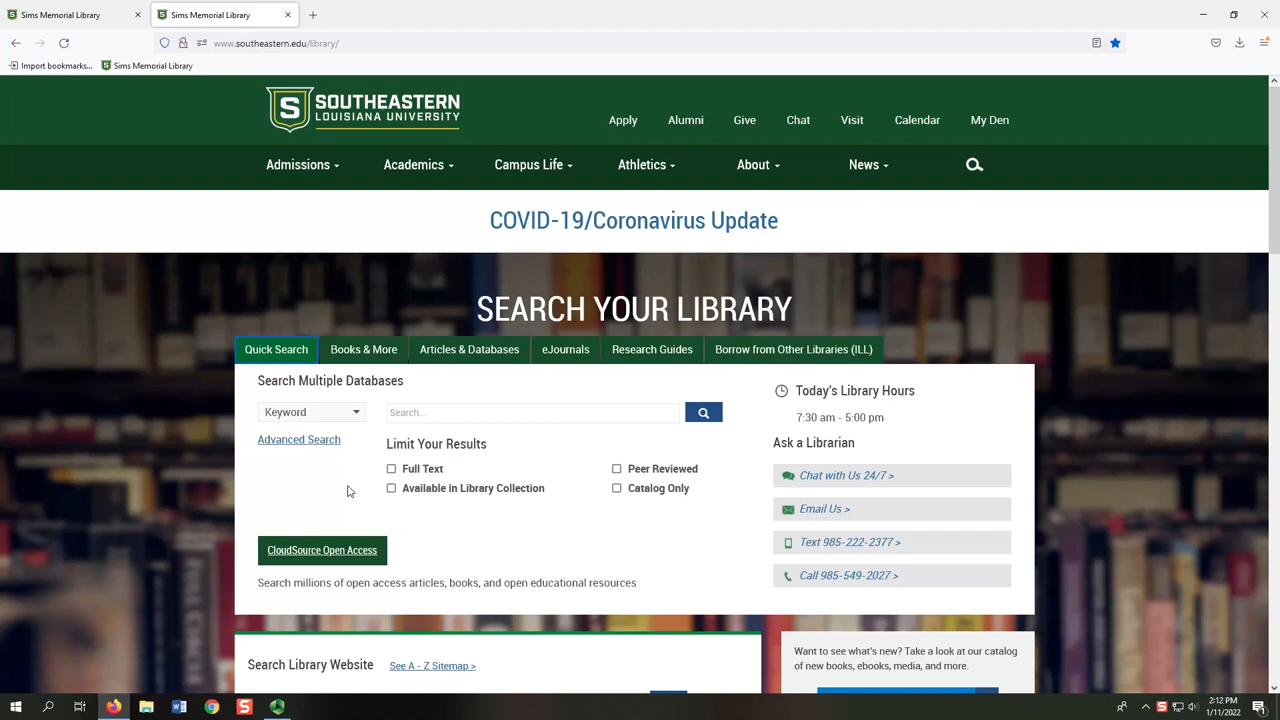 Sims Memorial Library
Sims Memorial Library
www.southeastern.edu/library/
Import bookmarks...
Sims Memorial Library
S SOUTHEASTERN
LOUISIANA UNIVERSITY
Apply Alumni Give Chat Visit Calendar My Den
Admissions Academics Campus Life Athletics About News
COVID-19/Coronavirus Update
SEARCH YOUR LIBRARY
Quick Search Books & More Articles & Databases eJournals Research Guides Borrow from Other Libraries (ILL)
Search Multiple Databases
Keyword Search...
Advanced Search
Limit Your Results
Full Text Peer Reviewed
Available in Library Collection Catalog Only
CloudSource Open Access
Search millions of open access articles, books, and open educational resources
Today's Library Hours
7:30 am - 5:00 pm
Ask a Librarian
Chat with Us 24/7 >
Email Us >
Text 985-222-2377 >
Call 985-549-2027 >
Search Library Website See A - Z Sitemap >
Want to see what's new? Take a look at our catalog
of new books, ebooks, media, and more.
2:12 PM
1/11/2022